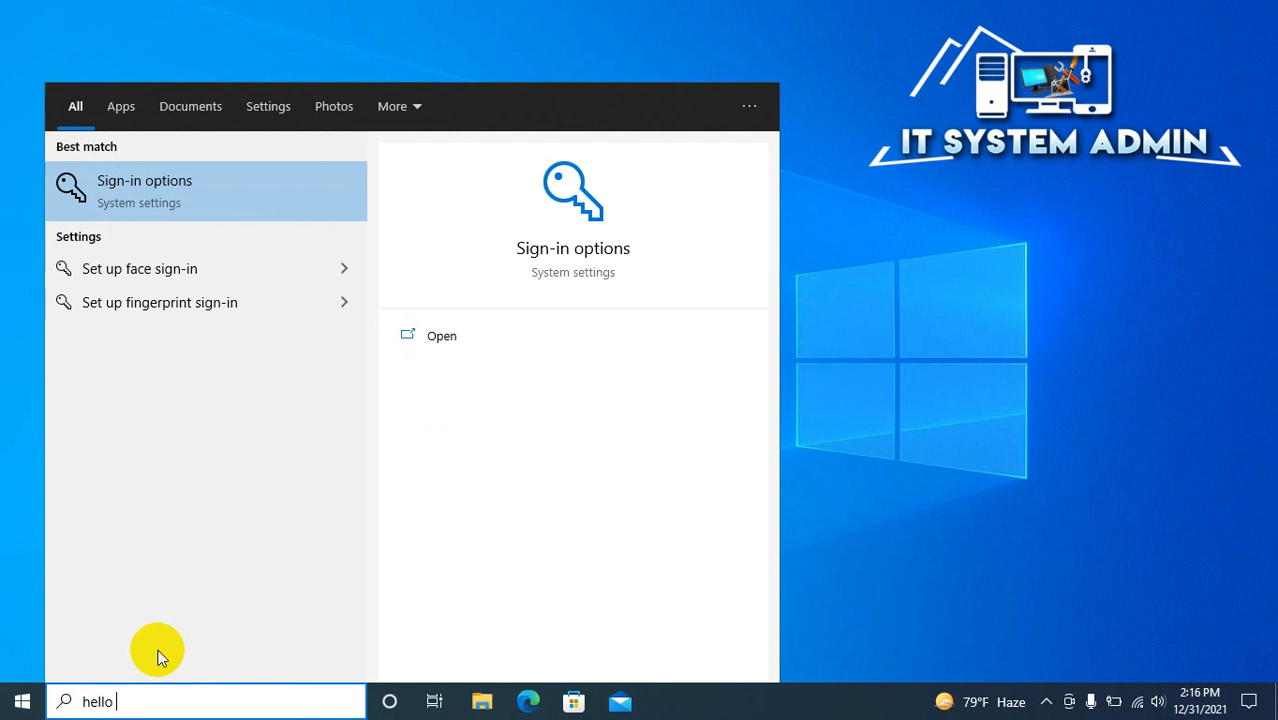 IT SYSTEM ADMIN
All Apps Documents Settings Photos More ...
Best match
Sign-in options
System settings
Settings
Set up face sign-in
Set up fingerprint sign-in
Sign-in options
System settings
Open
hello
79°F Haze
2:16 PM
12/31/2021